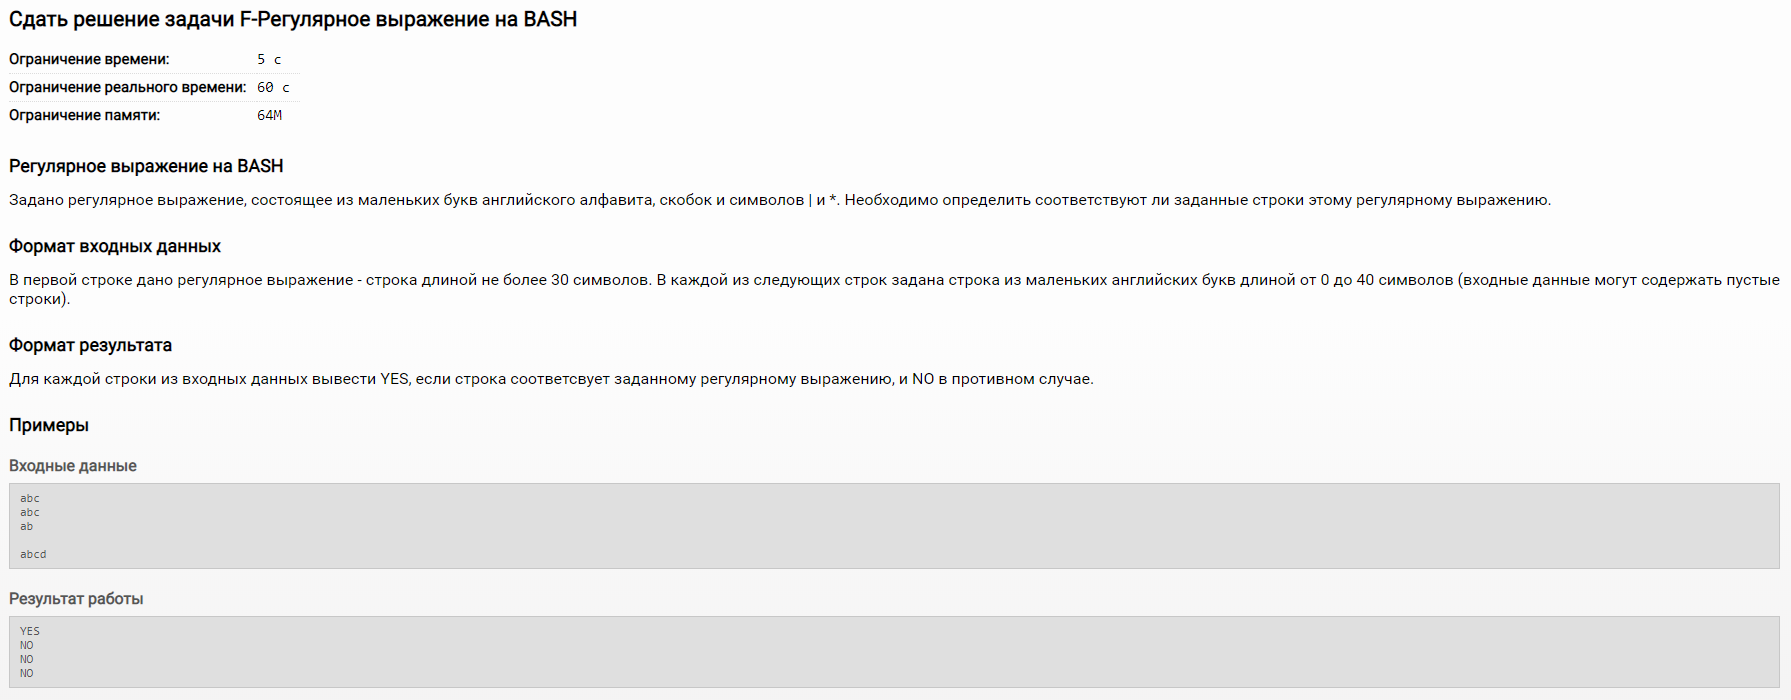 Сдать решение задачи F-Регулярное выражение на BASH
Ограничение времени: 5 с
Ограничение реального времени: 60 с
Ограничение памяти: 64M
Регулярное выражение на BASH
Задано регулярное выражение, состоящее из маленьких букв английского алфавита, скобок и символов | и *. Необходимо определить соответствуют ли заданные строки этому регулярному выражению.
Формат входных данных
В первой строке дано регулярное выражение - строка длиной не более 30 символов. В каждой из следующих строк задана строка из маленьких английских букв длиной от 0 до 40 символов (входные данные могут содержать пустые
строки).
Формат результата
Для каждой строки из входных данных вывести YES, если строка соответсвует заданному регулярному выражению, и NO в противном случае.
Примеры
Входные данные
abc
abc
ab
abcd
Результат работы
YES
NO
NO
NO